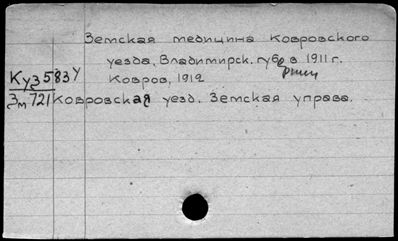 Земская медицина Ковровского
уезда, Владимирск. губ. в 1911 г.
Ку3583У Ковров, 1912
Зм721 Ковровская уезд. Земская управа.